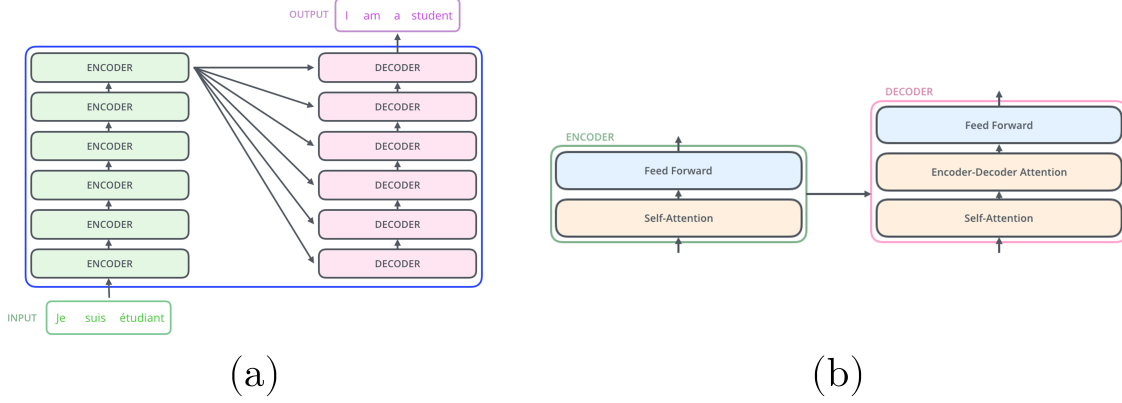 OUTPUT
I am a student
ENCODER
ENCODER
ENCODER
ENCODER
ENCODER
ENCODER
DECODER
DECODER
DECODER
DECODER
DECODER
DECODER
INPUT
Je suis étudiant
(a)
ENCODER
Feed Forward
Self-Attention
DECODER
Feed Forward
Encoder-Decoder Attention
Self-Attention
(b)